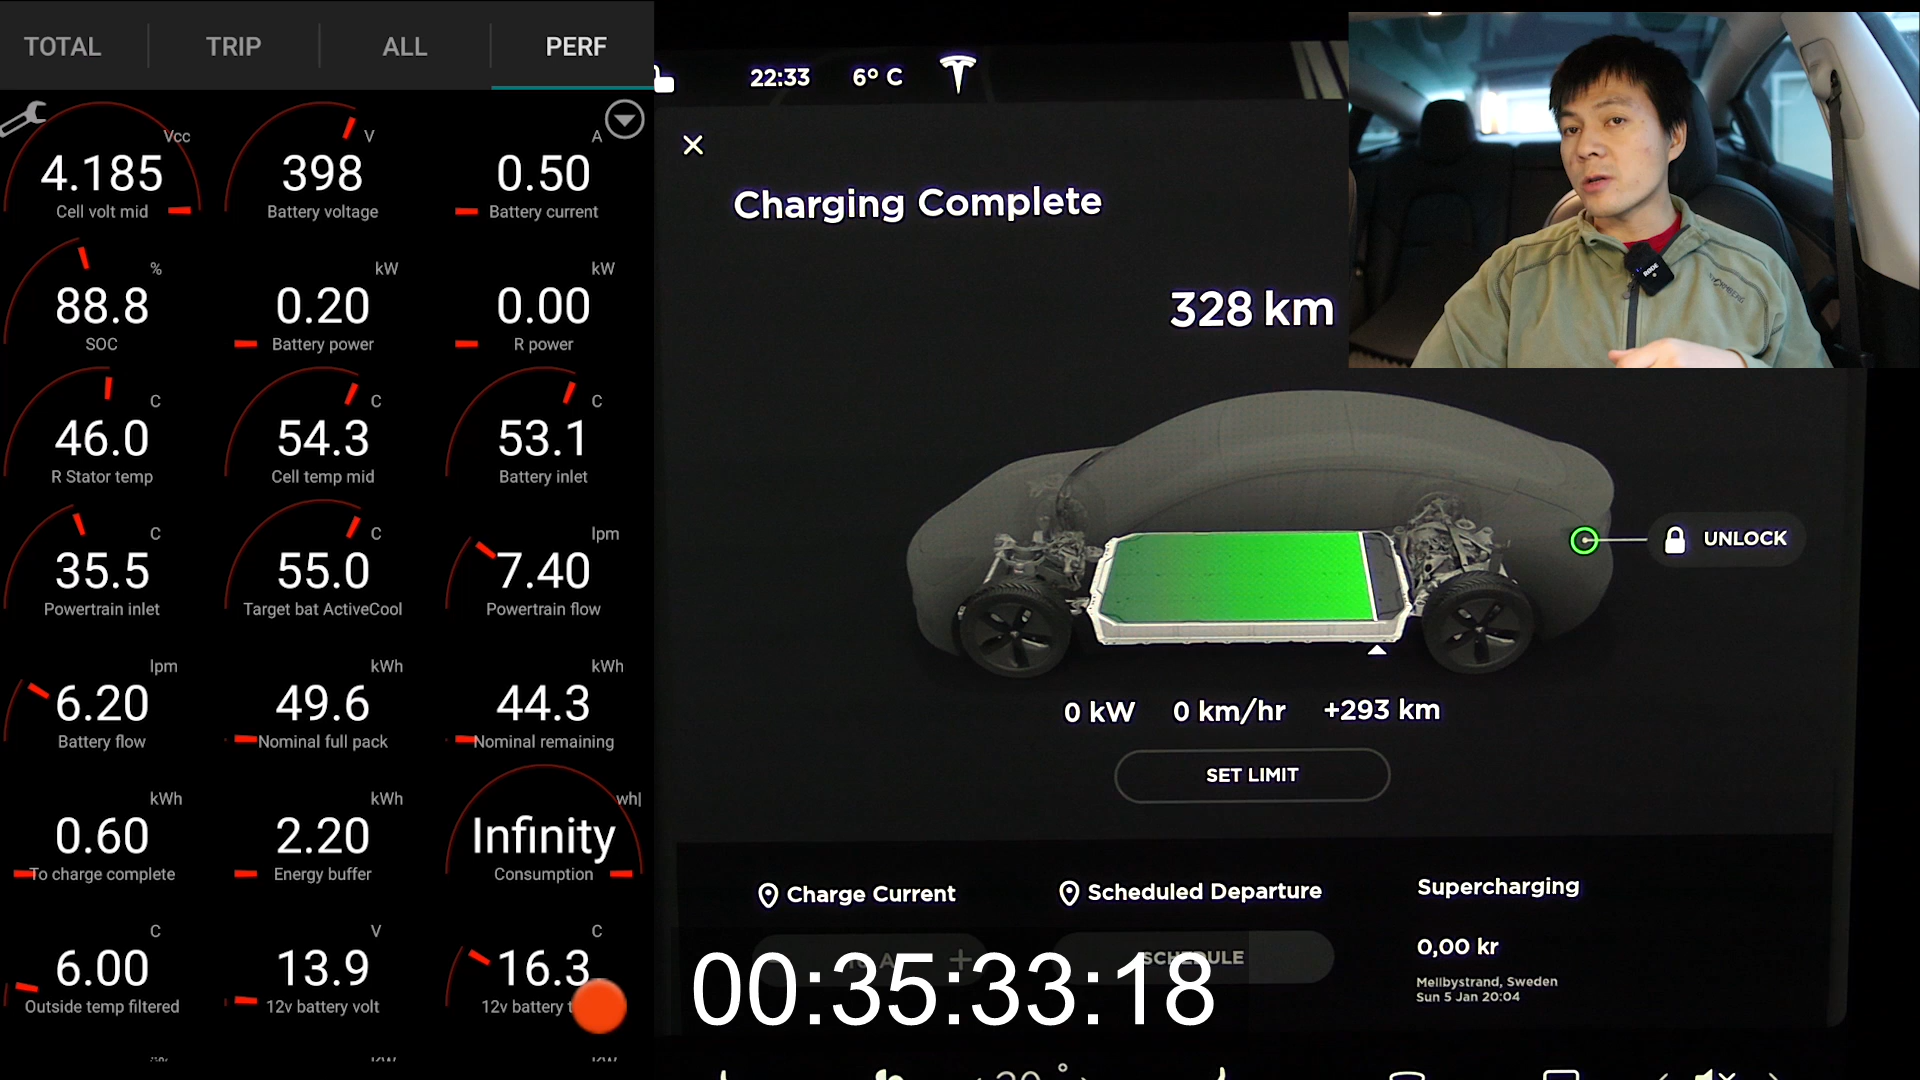 TOTAL TRIP ALL PERF
Vcc V A
4.185 398 0.50
Cell volt mid Battery voltage Battery current
% kW kW
88.8 0.20 0.00
SOC Battery power R power
C C C
46.0 54.3 53.1
R Stator temp Cell temp mid Battery inlet
C C lpm
35.5 55.0 7.40
Powertrain inlet Target bat ActiveCool Powertrain flow
lpm kWh kWh
6.20 49.6 44.3
Battery flow Nominal full pack Nominal remaining
kWh kWh wh|
0.60 2.20 Infinity
To charge complete Energy buffer Consumption
C V C
6.00 13.9 16.3
Outside temp filtered 12v battery volt 12v battery
22:33 6° C
Charging Complete
328 km
UNLOCK
0 kW 0 km/hr +293 km
SET LIMIT
Charge Current Scheduled Departure Supercharging
SCHEDULE
0,00 kr
Mellbystrand, Sweden
Sun 5 Jan 20:04
00:35:33:18
RØDE